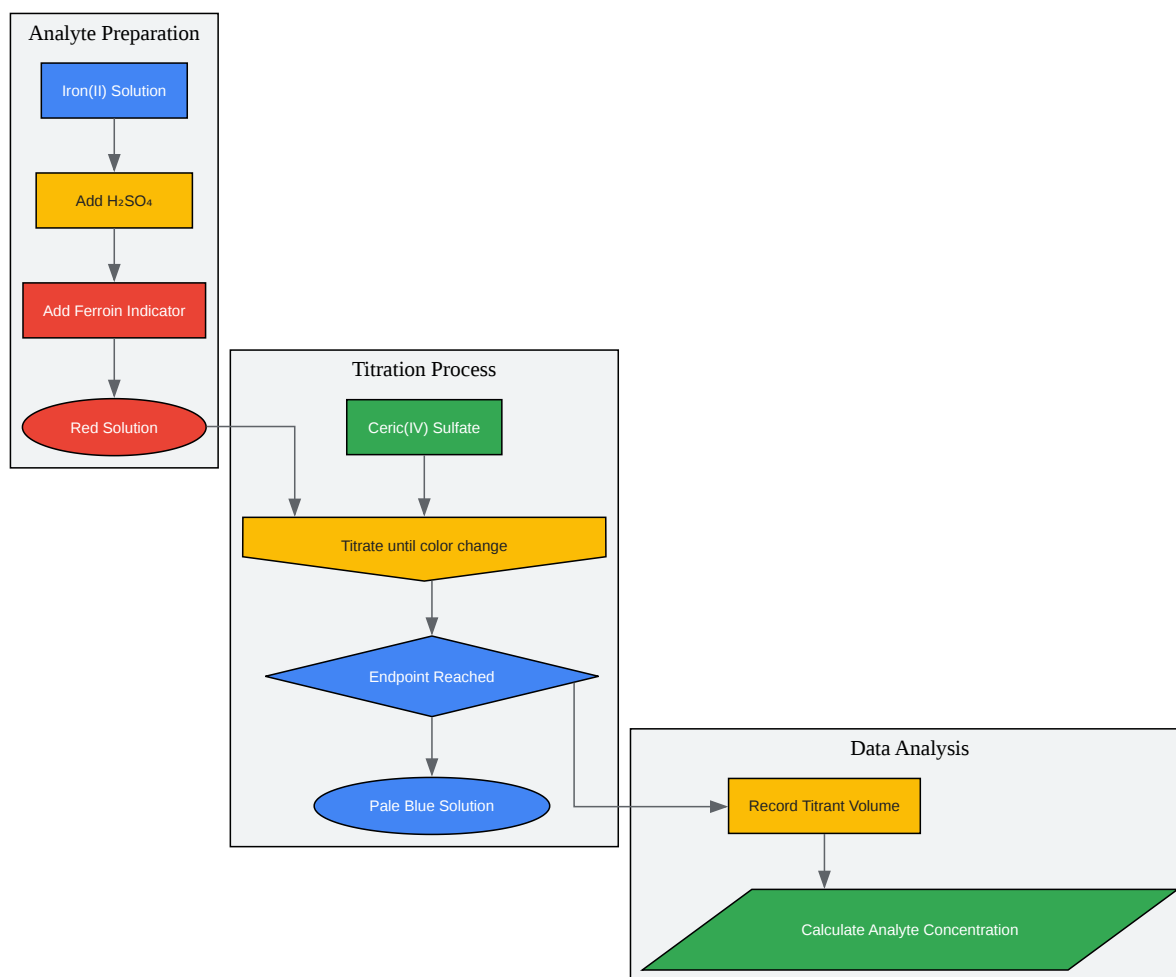 Analyte Preparation
Iron(II) Solution
Add H₂SO₄
Add Ferroin Indicator
Red Solution
Titration Process
Ceric(IV) Sulfate
Titrate until color change
Endpoint Reached
Pale Blue Solution
Data Analysis
Record Titrant Volume
Calculate Analyte Concentration